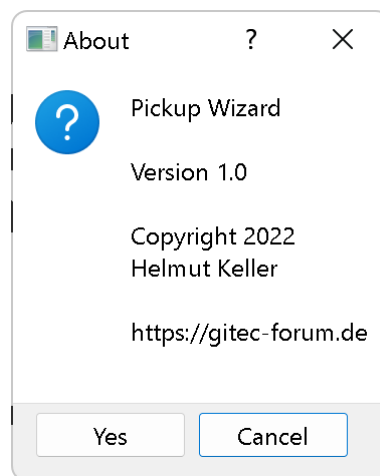 About
?
?
Pickup Wizard
Version 1.0
Copyright 2022
Helmut Keller
https://gitec-forum.de
Yes
Cancel